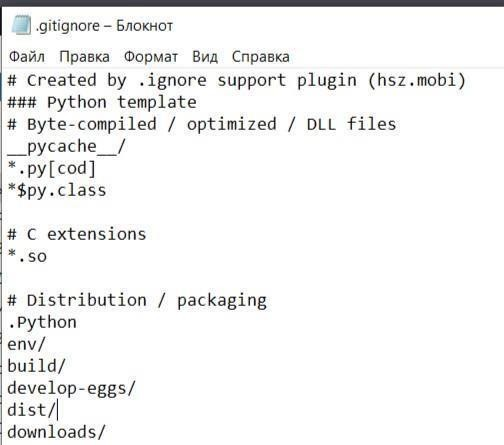 .gitignore – Блокнот
Файл Правка Формат Вид Справка
# Created by .ignore support plugin (hsz.mobi)
### Python template
# Byte-compiled / optimized / DLL files
__pycache__/
*.py[cod]
*$py.class
# C extensions
*.so
# Distribution / packaging
.Python
env/
build/
develop-eggs/
dist/
downloads/